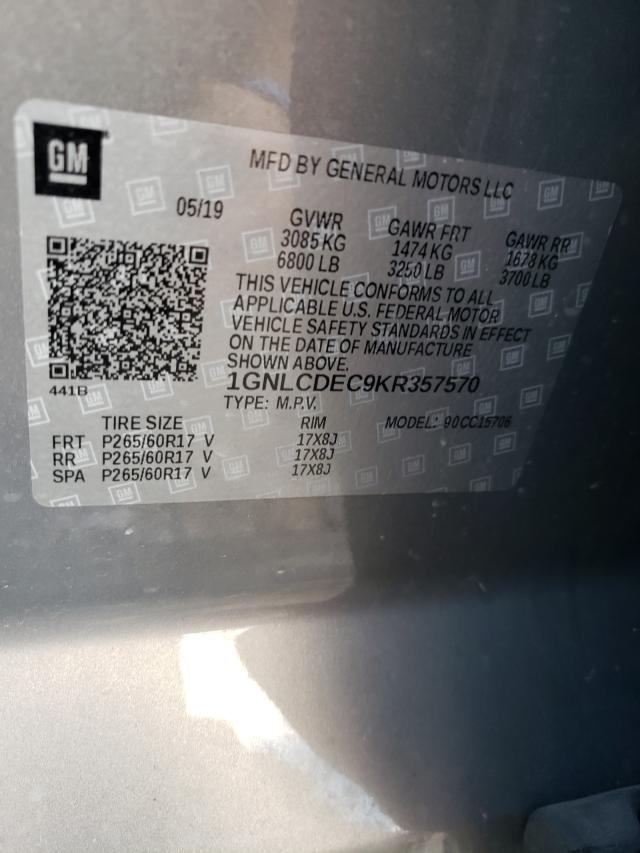 GM
MFD BY GENERAL MOTORS LLC
05/19
GVWR GAWR FRT GAWR RR
3085 KG 1474 KG 1678 KG
6800 LB 3250 LB 3700 LB
THIS VEHICLE CONFORMS TO ALL
APPLICABLE U.S. FEDERAL MOTOR
VEHICLE SAFETY STANDARDS IN EFFECT
ON THE DATE OF MANUFACTURE
SHOWN ABOVE.
441B
1GNLCDEC9KR357570
TYPE: M.P.V. MODEL: 90CC15706
TIRE SIZE RIM
FRT P265/60R17 V 17X8J
RR P265/60R17 V 17X8J
SPA P265/60R17 V 17X8J